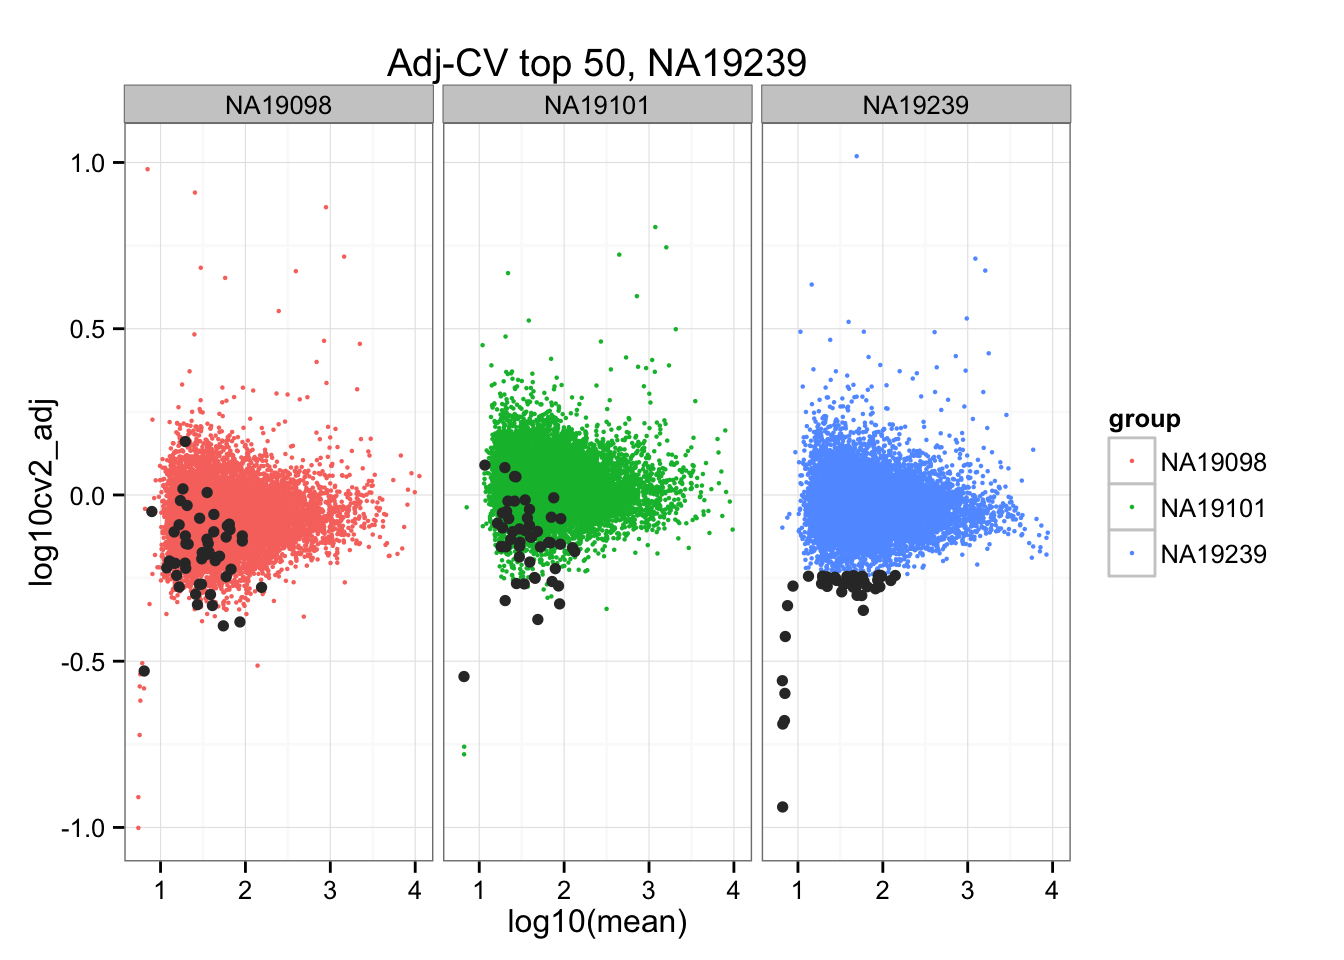 Adj-CV top 50, NA19239
NA19098 NA19101 NA19239
1.0
0.5
0.0
-0.5
-1.0
log10cv2_adj
1 2 3 4 1 2 3 4 1 2 3 4
log10(mean)
group
NA19098
NA19101
NA19239